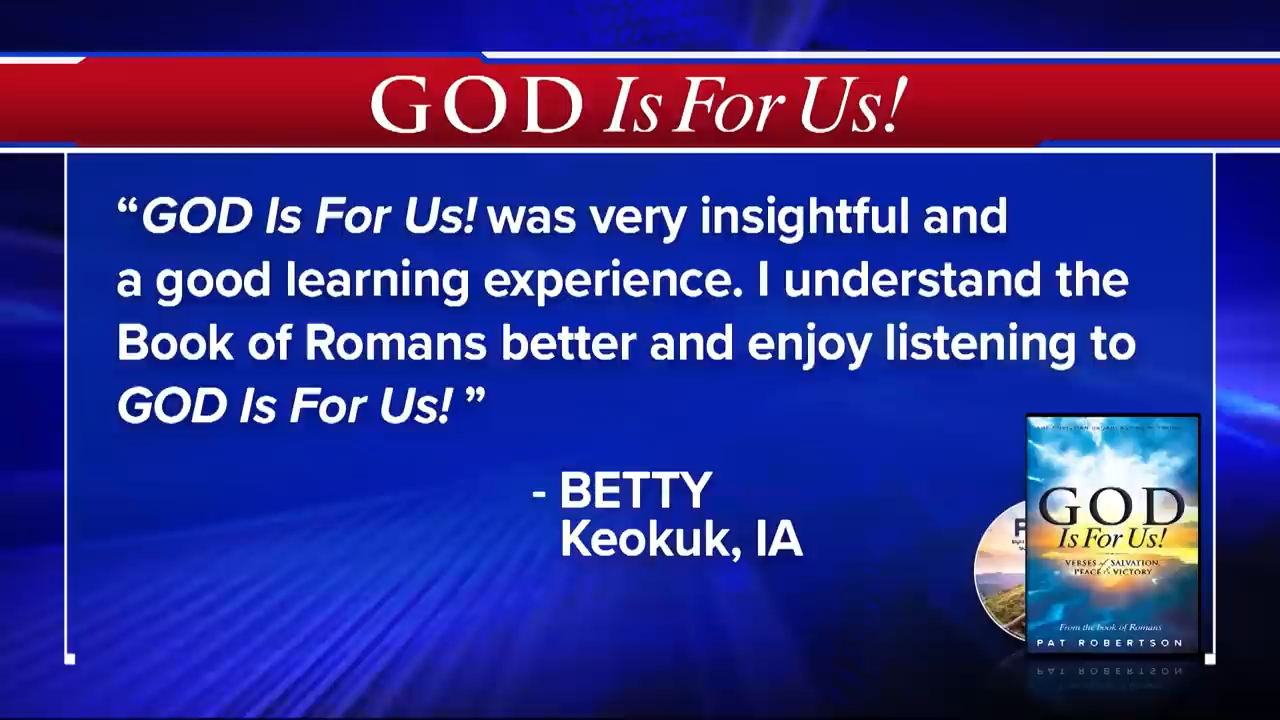 GOD Is For Us!
“GOD Is For Us! was very insightful and
a good learning experience. I understand the
Book of Romans better and enjoy listening to
GOD Is For Us! ”
- BETTY
Keokuk, IA
GOD
Is For Us!
VERSES of SALVATION,
PEACE & VICTORY
From the book of Romans
PAT ROBERTSON